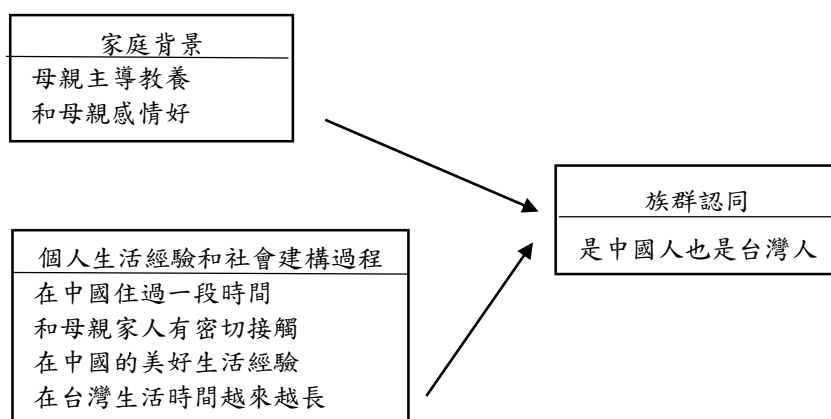 家庭背景
母親主導教養
和母親感情好
族群認同
是中國人也是台灣人
個人生活經驗和社會建構過程
在中國住過一段時間
和母親家人有密切接觸
在中國的美好生活經驗
在台灣生活時間越來越長